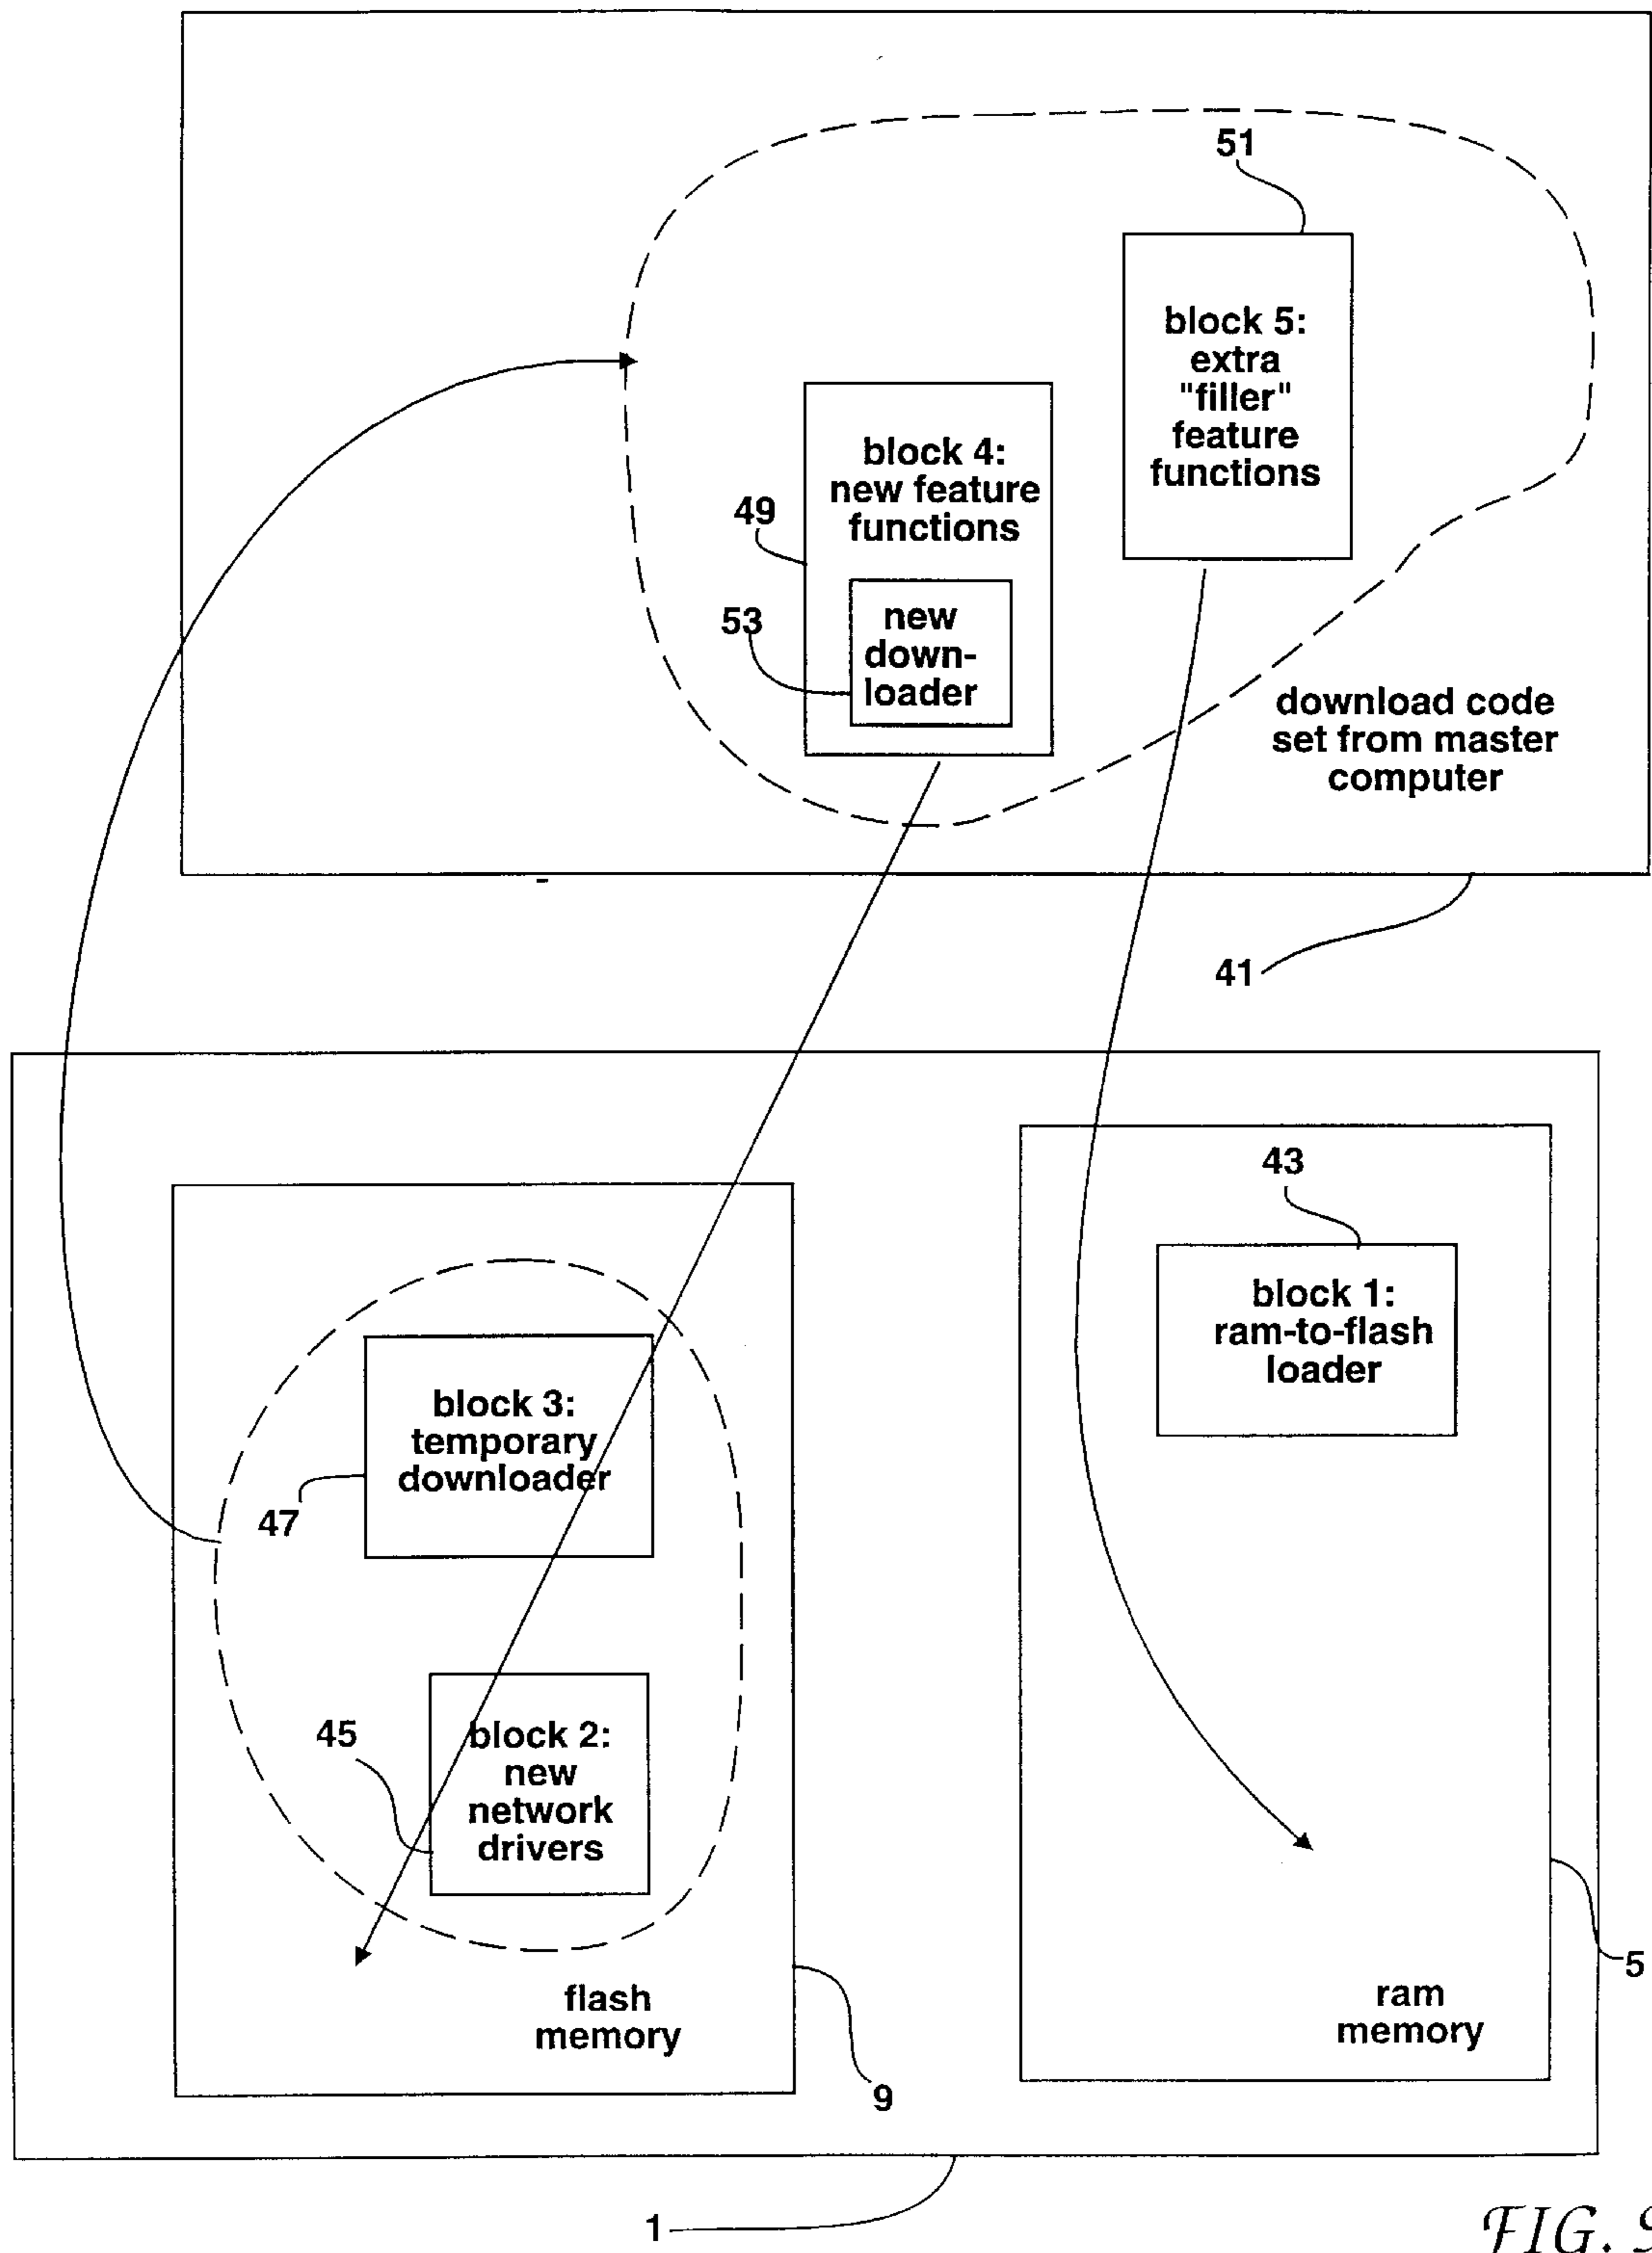 51
block 5:
extra
"filler"
feature
functions
block 4:
new feature
functions
49
53
new
down-
loader
download code
set from master
computer
41
43
block 1:
ram-to-flash
loader
block 3:
temporary
downloader
47
45
block 2:
new
network
drivers
flash
memory
9
ram
memory
5
1
FIG. 9